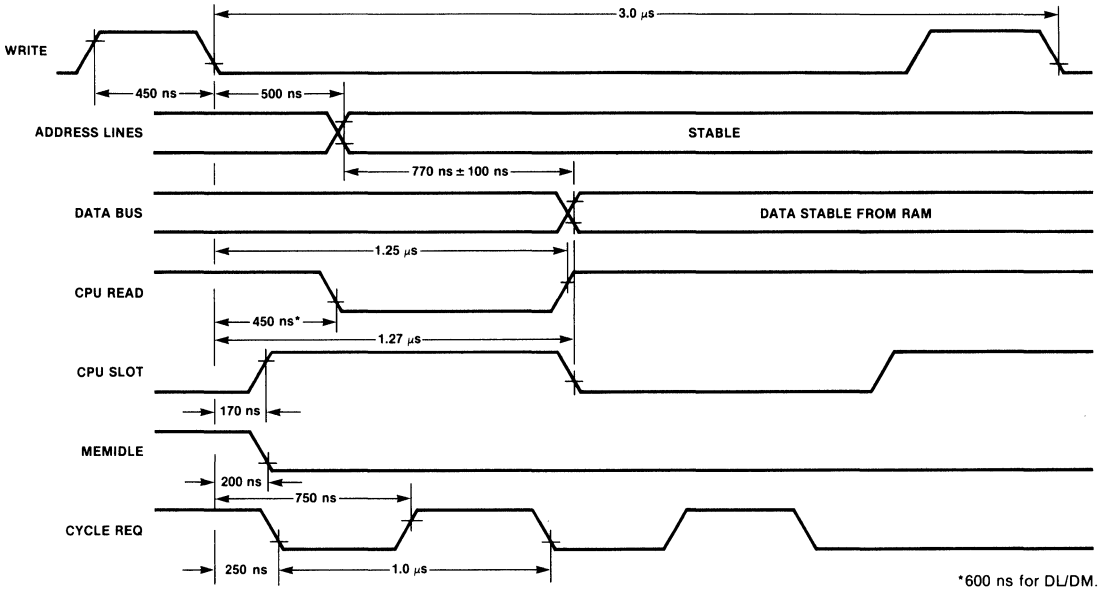 3.0 µs
WRITE
450 ns
500 ns
ADDRESS LINES
STABLE
770 ns ± 100 ns
DATA BUS
DATA STABLE FROM RAM
1.25 µs
CPU READ
450 ns*
1.27 µs
CPU SLOT
170 ns
MEMIDLE
200 ns
750 ns
CYCLE REQ
250 ns
1.0 µs
*600 ns for DL/DM.